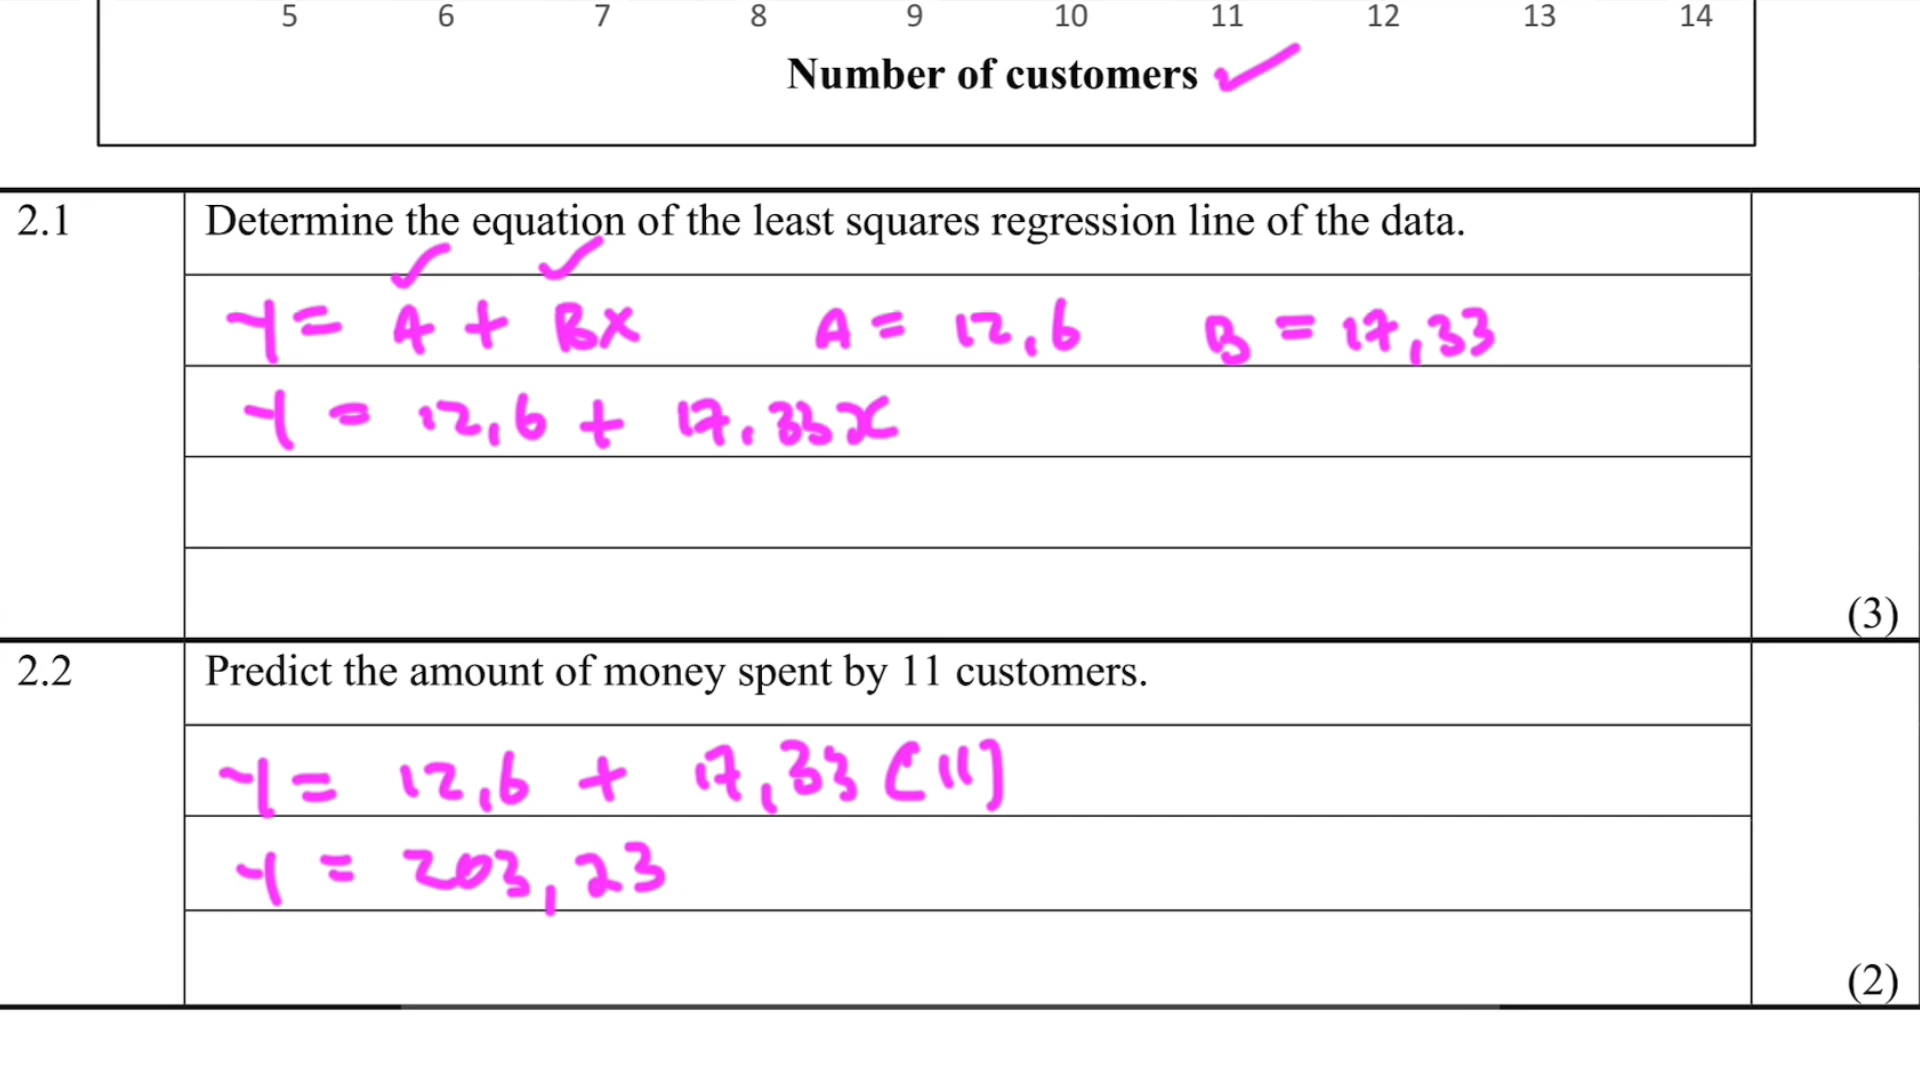 5 6 7 8 9 10 11 12 13 14
Number of customers
2.1 Determine the equation of the least squares regression line of the data.
y = A + Bx A = 12,6 B = 17,33
y = 12,6 + 17,33x
(3)
2.2 Predict the amount of money spent by 11 customers.
y = 12,6 + 17,33 (11)
y = 203,23
(2)